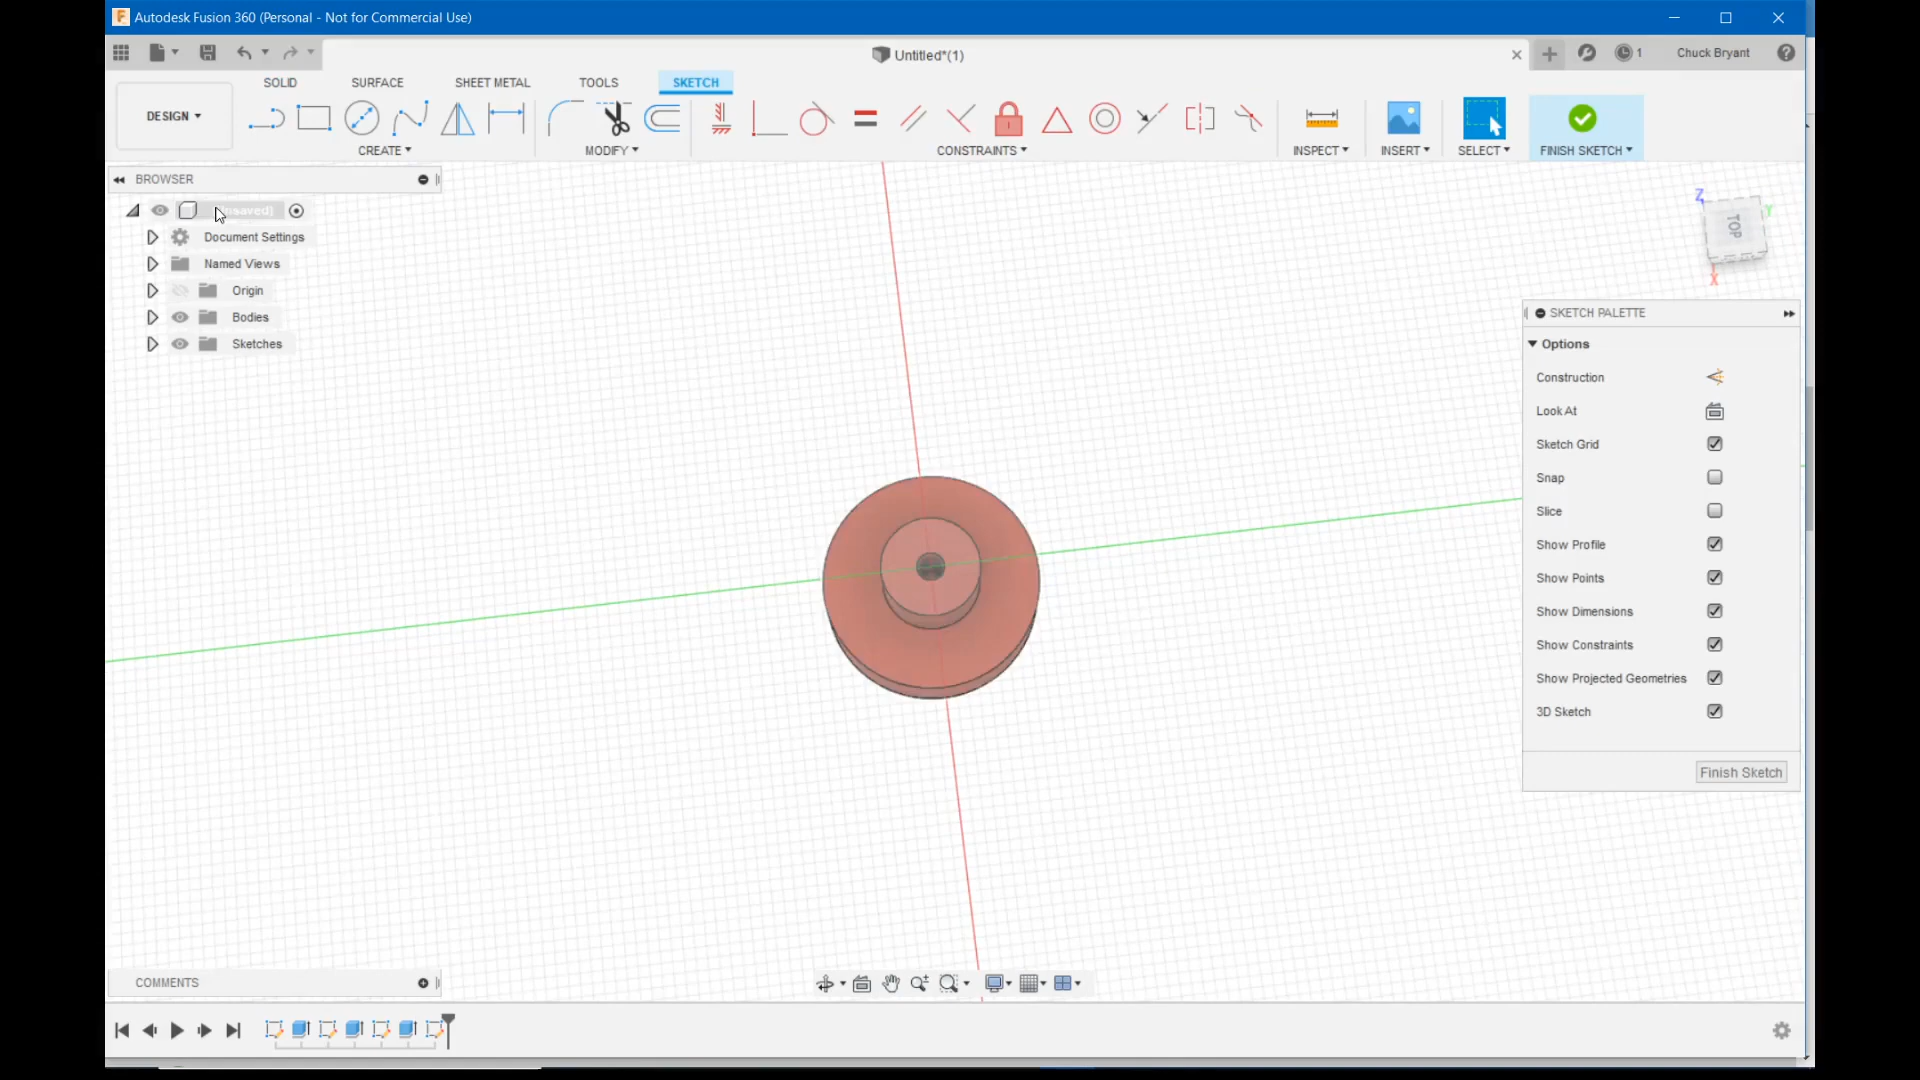 Autodesk Fusion 360 (Personal - Not for Commercial Use)
Untitled*(1)
1
Chuck Bryant
SOLID
SURFACE
SHEET METAL
TOOLS
SKETCH
DESIGN
CREATE
MODIFY
CONSTRAINTS
INSPECT
INSERT
SELECT
FINISH SKETCH
BROWSER
Document Settings
Named Views
Origin
Bodies
Sketches
Z
Y
TOP
X
SKETCH PALETTE
Options
Construction
Look At
Sketch Grid
Snap
Slice
Show Profile
Show Points
Show Dimensions
Show Constraints
Show Projected Geometries
3D Sketch
Finish Sketch
COMMENTS